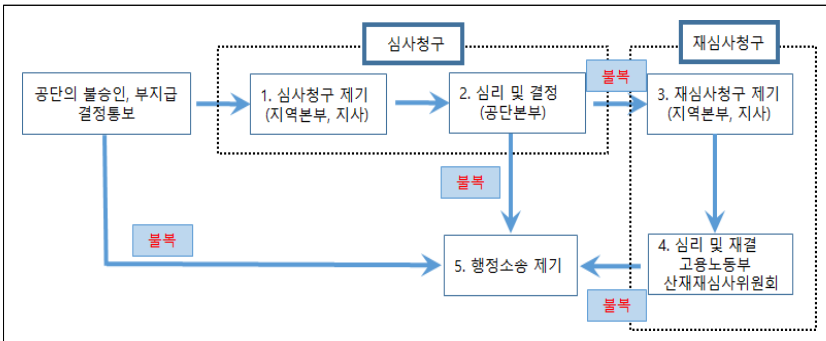 심사청구
재심사청구
공단의 불승인, 부지급
결정통보
1. 심사청구 제기
(지역본부, 지사)
2. 심리 및 결정
(공단본부)
불복
3. 재심사청구 제기
(지역본부, 지사)
불복
불복
5. 행정소송 제기
4. 심리 및 재결
고용노동부
산재재심사위원회
불복